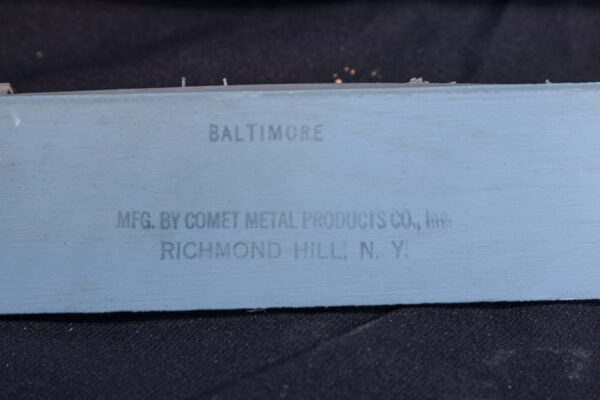 BALTIMORE
MFG. BY COMET METAL PRODUCTS CO., Inc.
RICHMOND HILL, N. Y.